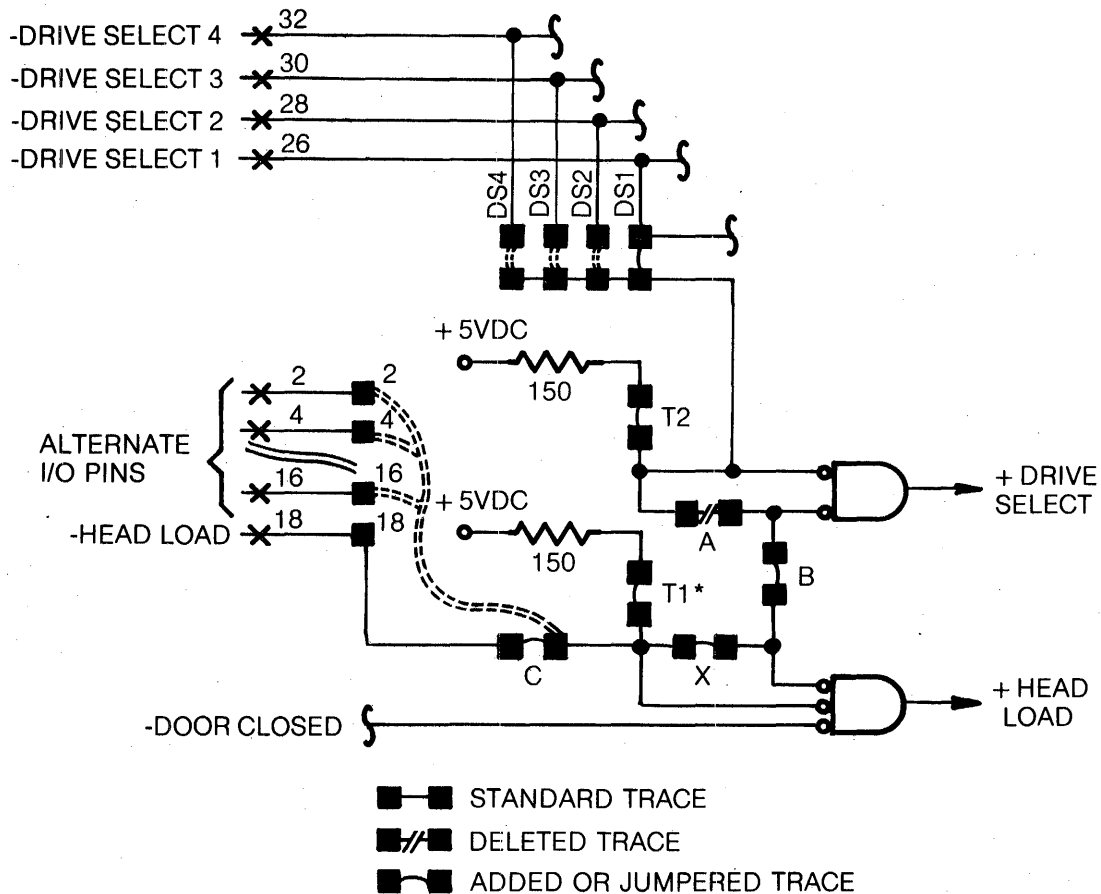 -DRIVE SELECT 4
32
-DRIVE SELECT 3
30
-DRIVE SELECT 2
28
-DRIVE SELECT 1
26
DS4
DS3
DS2
DS1
+ 5VDC
150
T2
ALTERNATE
I/O PINS
2
2
4
4
16
16
-HEAD LOAD
18
18
+ 5VDC
150
T1*
A
B
C
X
+ DRIVE
SELECT
-DOOR CLOSED
+ HEAD
LOAD
STANDARD TRACE
DELETED TRACE
ADDED OR JUMPERED TRACE